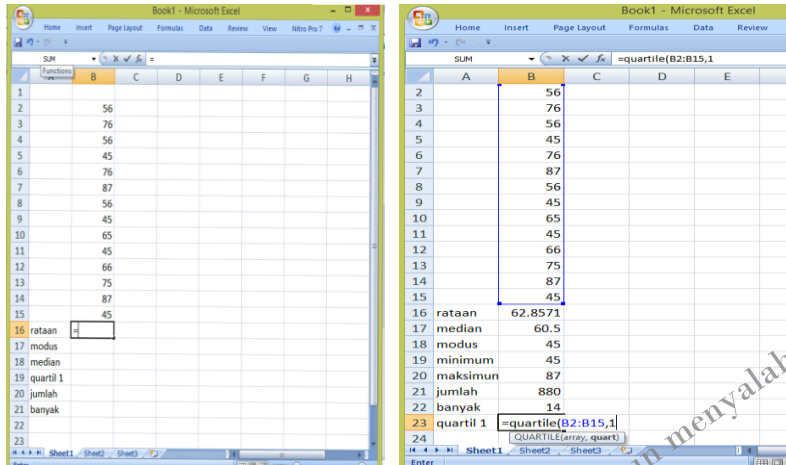 Book1 - Microsoft Excel
Home Insert Page Layout Formulas Data Review View Nitro Pro 7
SUM =
Functions
A B C D E F G H
1
2 56
3 76
4 56
5 45
6 76
7 87
8 56
9 45
10 65
11 45
12 66
13 75
14 87
15 45
16 rataan =
17 modus
18 median
19 quartil 1
20 jumlah
21 banyak
22
23
Sheet1 Sheet2 Sheet3
Enter
Book1 - Microsoft Excel
Home Insert Page Layout Formulas Data Review
SUM =quartile(B2:B15,1
A B C D E
2 56
3 76
4 56
5 45
6 76
7 87
8 56
9 45
10 65
11 45
12 66
13 75
14 87
15 45
16 rataan 62.8571
17 median 60.5
18 modus 45
19 minimum 45
20 maksimun 87
21 jumlah 880
22 banyak 14
23 quartil 1 =quartile(B2:B15,1
24 QUARTILE(array, quart)
Sheet1 Sheet2 Sheet3
Enter